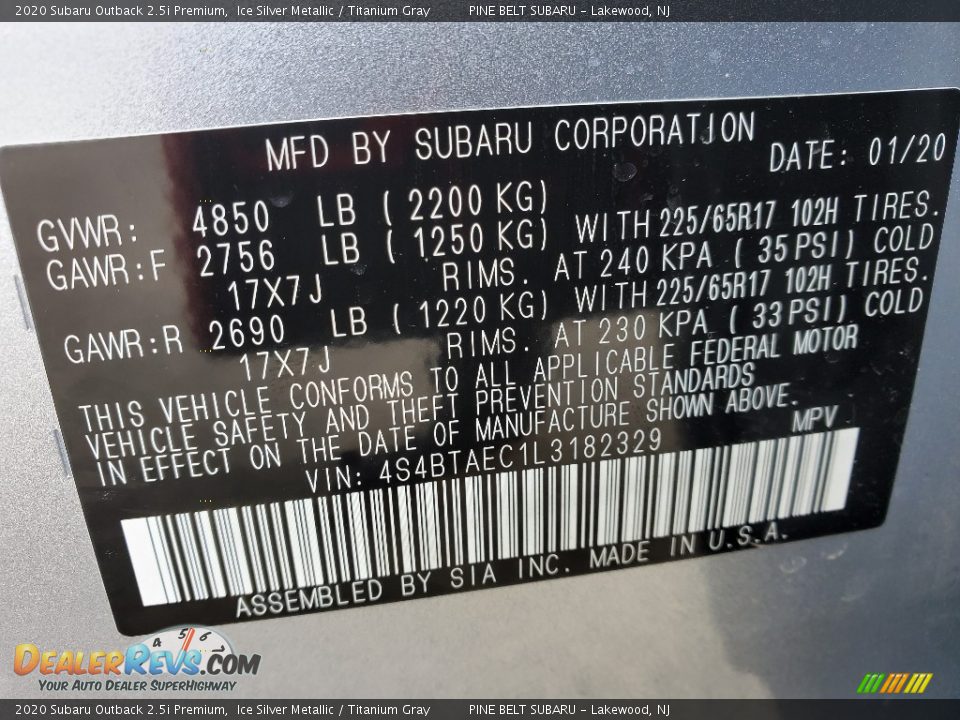 2020 Subaru Outback 2.5i Premium, Ice Silver Metallic / Titanium Gray PINE BELT SUBARU – Lakewood, NJ
MFD BY SUBARU CORPORATION
DATE: 01/20
GVWR: 4850 LB ( 2200 KG)
GAWR:F 2756 LB ( 1250 KG) WITH 225/65R17 102H TIRES.
17X7J RIMS. AT 240 KPA ( 35 PSI) COLD
GAWR:R 2690 LB ( 1220 KG) WITH 225/65R17 102H TIRES.
17X7J RIMS. AT 230 KPA ( 33 PSI) COLD
THIS VEHICLE CONFORMS TO ALL APPLICABLE FEDERAL MOTOR
VEHICLE SAFETY AND THEFT PREVENTION STANDARDS
IN EFFECT ON THE DATE OF MANUFACTURE SHOWN ABOVE.
VIN: 4S4BTAEC1L3182329 MPV
ASSEMBLED BY SIA INC. MADE IN U.S.A.
4 5 6
DEALERREVS.COM
YOUR AUTO DEALER SUPERHIGHWAY
2020 Subaru Outback 2.5i Premium, Ice Silver Metallic / Titanium Gray PINE BELT SUBARU – Lakewood, NJ